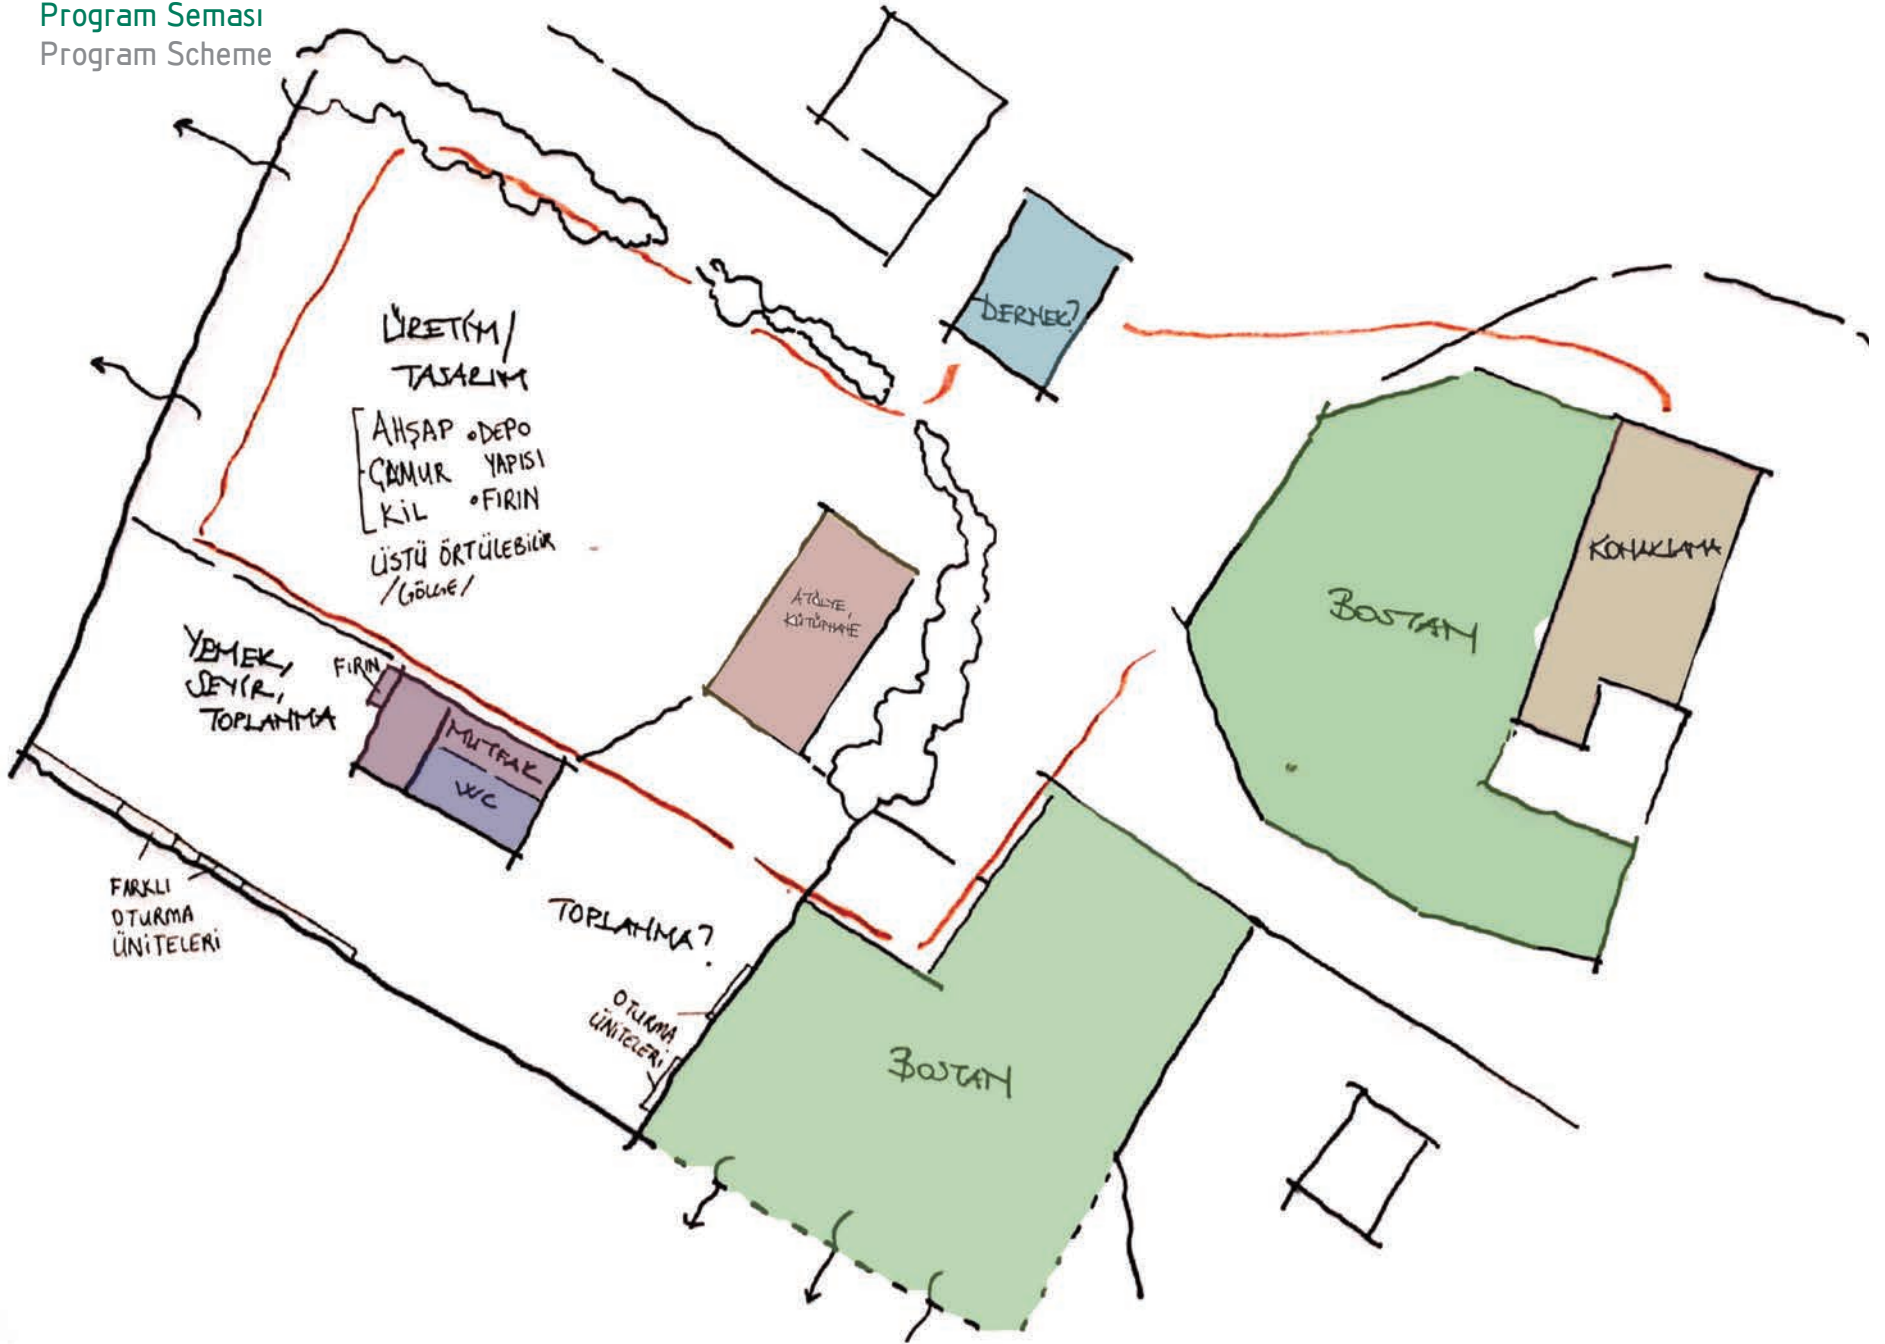 Program Seması
Program Scheme
DERNEK?
ÜRETİM/
TASARIM
AHŞAP • DEPO
ÇAMUR YAPISI
KİL • FIRIN
ÜSTÜ ÖRTÜLEBİLİR
/GÖLGE/
ATÖLYE,
KÜTÜPHANE
KONAKLAMA
BOSTAN
YEMEK,
SEYİR,
TOPLANMA
FIRIN
MUTFAK
WC
FARKLI
OTURMA
ÜNİTELERİ
TOPLANMA?
OTURMA
ÜNİTELERİ
BOSTAN